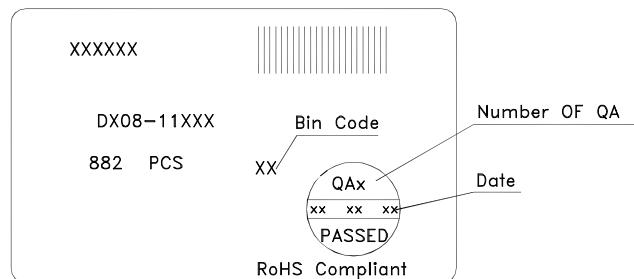 XXXXXX
DX08-11XXX
Bin Code
Number OF QA
882 PCS
XX
QAx
Date
xx xx xx
PASSED
RoHS Compliant